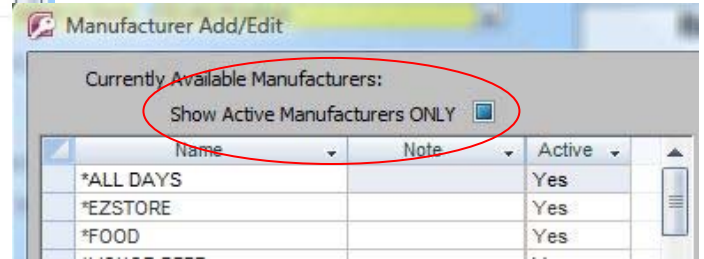 Manufacturer Add/Edit
Currently Available Manufacturers:
Show Active Manufacturers ONLY
Name Note Active
*ALL DAYS Yes
*EZSTORE Yes
*FOOD Yes